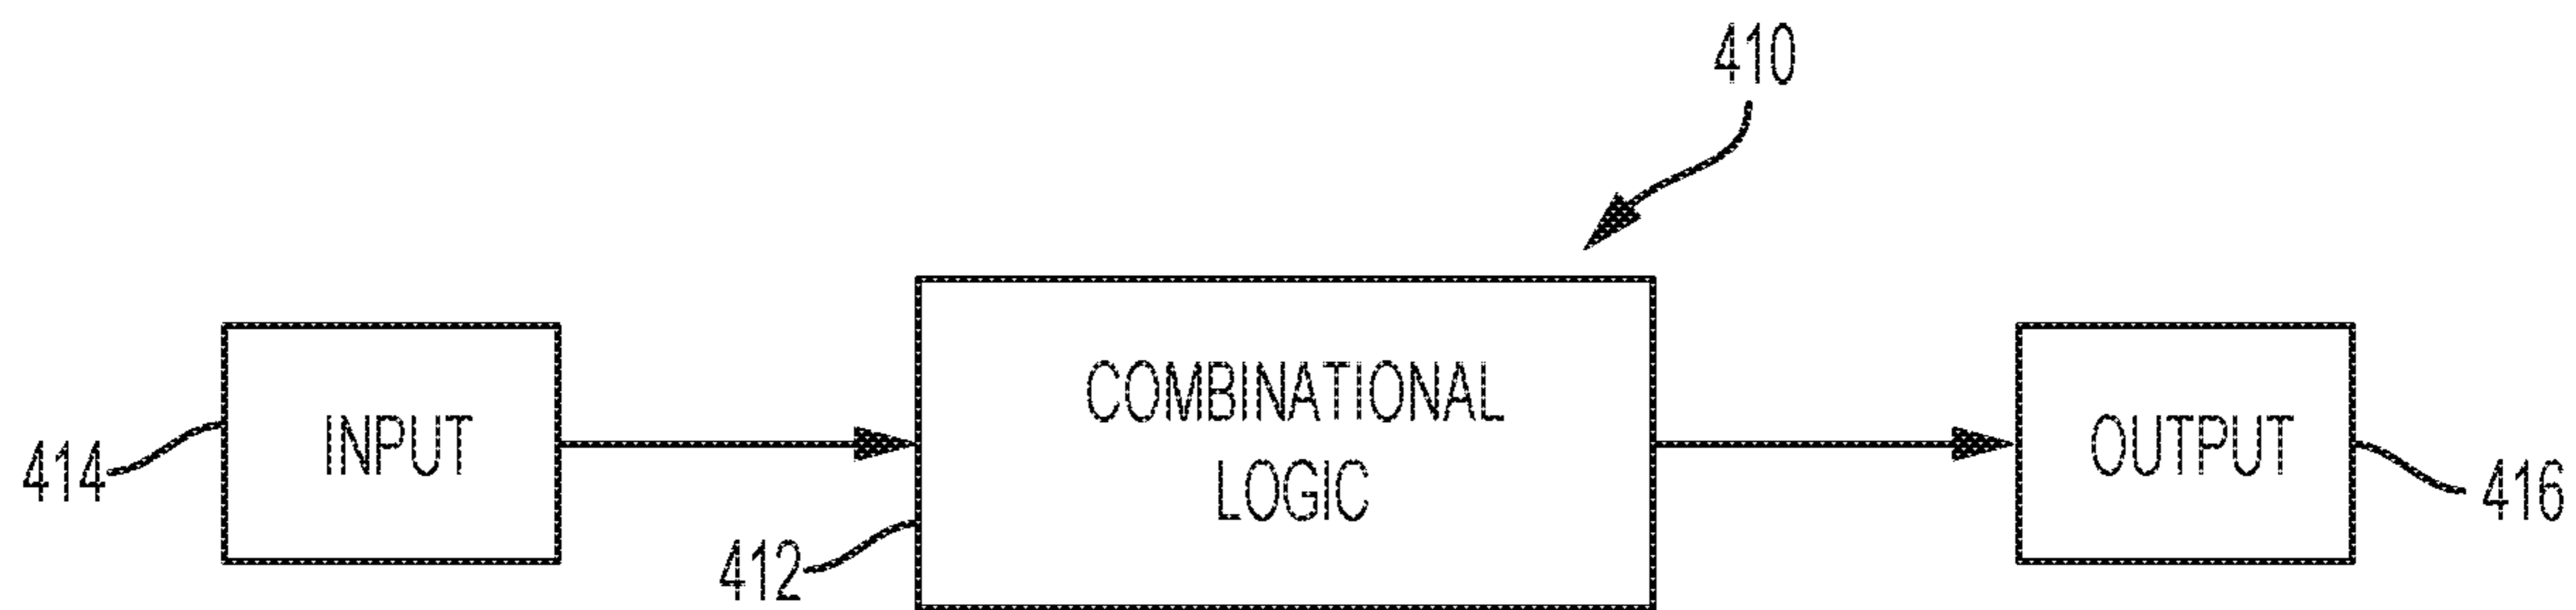 410
INPUT
COMBINATIONAL
LOGIC
OUTPUT
414
412
416